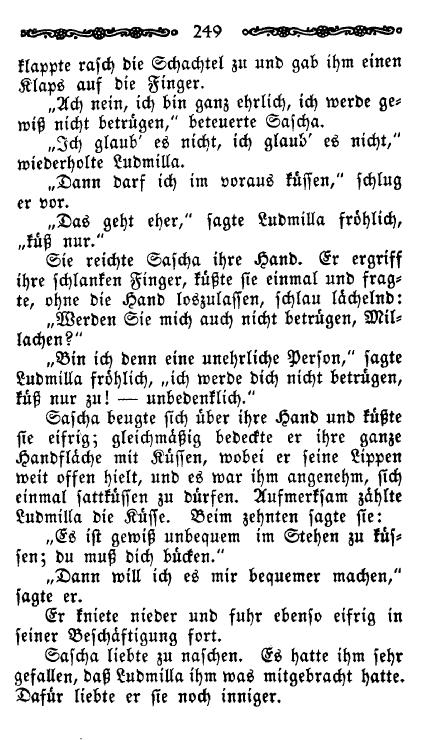 249
klappte rasch die Schachtel zu und gab ihm einen
Klaps auf die Finger.
„Ach nein, ich bin ganz ehrlich, ich werde ge-
wiß nicht betrügen,“ beteuerte Sascha.
„Ich glaub’ es nicht, ich glaub’ es nicht,“
wiederholte Ludmilla.
„Dann darf ich im voraus küssen,“ schlug
er vor.
„Das geht eher,“ sagte Ludmilla fröhlich,
„küß nur.“
Sie reichte Sascha ihre Hand. Er ergriff
ihre schlanken Finger, küßte sie einmal und frag-
te, ohne die Hand loszulassen, schlau lächelnd:
„Werden Sie mich auch nicht betrügen, Mil-
lachen?“
„Bin ich denn eine unehrliche Person,“ sagte
Ludmilla fröhlich, „ich werde dich nicht betrügen,
küß nur zu! — unbedenklich.“
Sascha beugte sich über ihre Hand und küßte
sie eifrig; gleichmäßig bedeckte er ihre ganze
Handfläche mit Küssen, wobei er seine Lippen
weit offen hielt, und es war ihm angenehm, sich
einmal sattküssen zu dürfen. Aufmerksam zählte
Ludmilla die Küsse. Beim zehnten sagte sie:
„Es ist gewiß unbequem im Stehen zu küs-
sen; du muß dich bücken.“
„Dann will ich es mir bequemer machen,“
sagte er.
Er kniete nieder und fuhr ebenso eifrig in
seiner Beschäftigung fort.
Sascha liebte zu naschen. Es hatte ihm sehr
gefallen, daß Ludmilla ihm was mitgebracht hatte.
Dafür liebte er sie noch inniger.